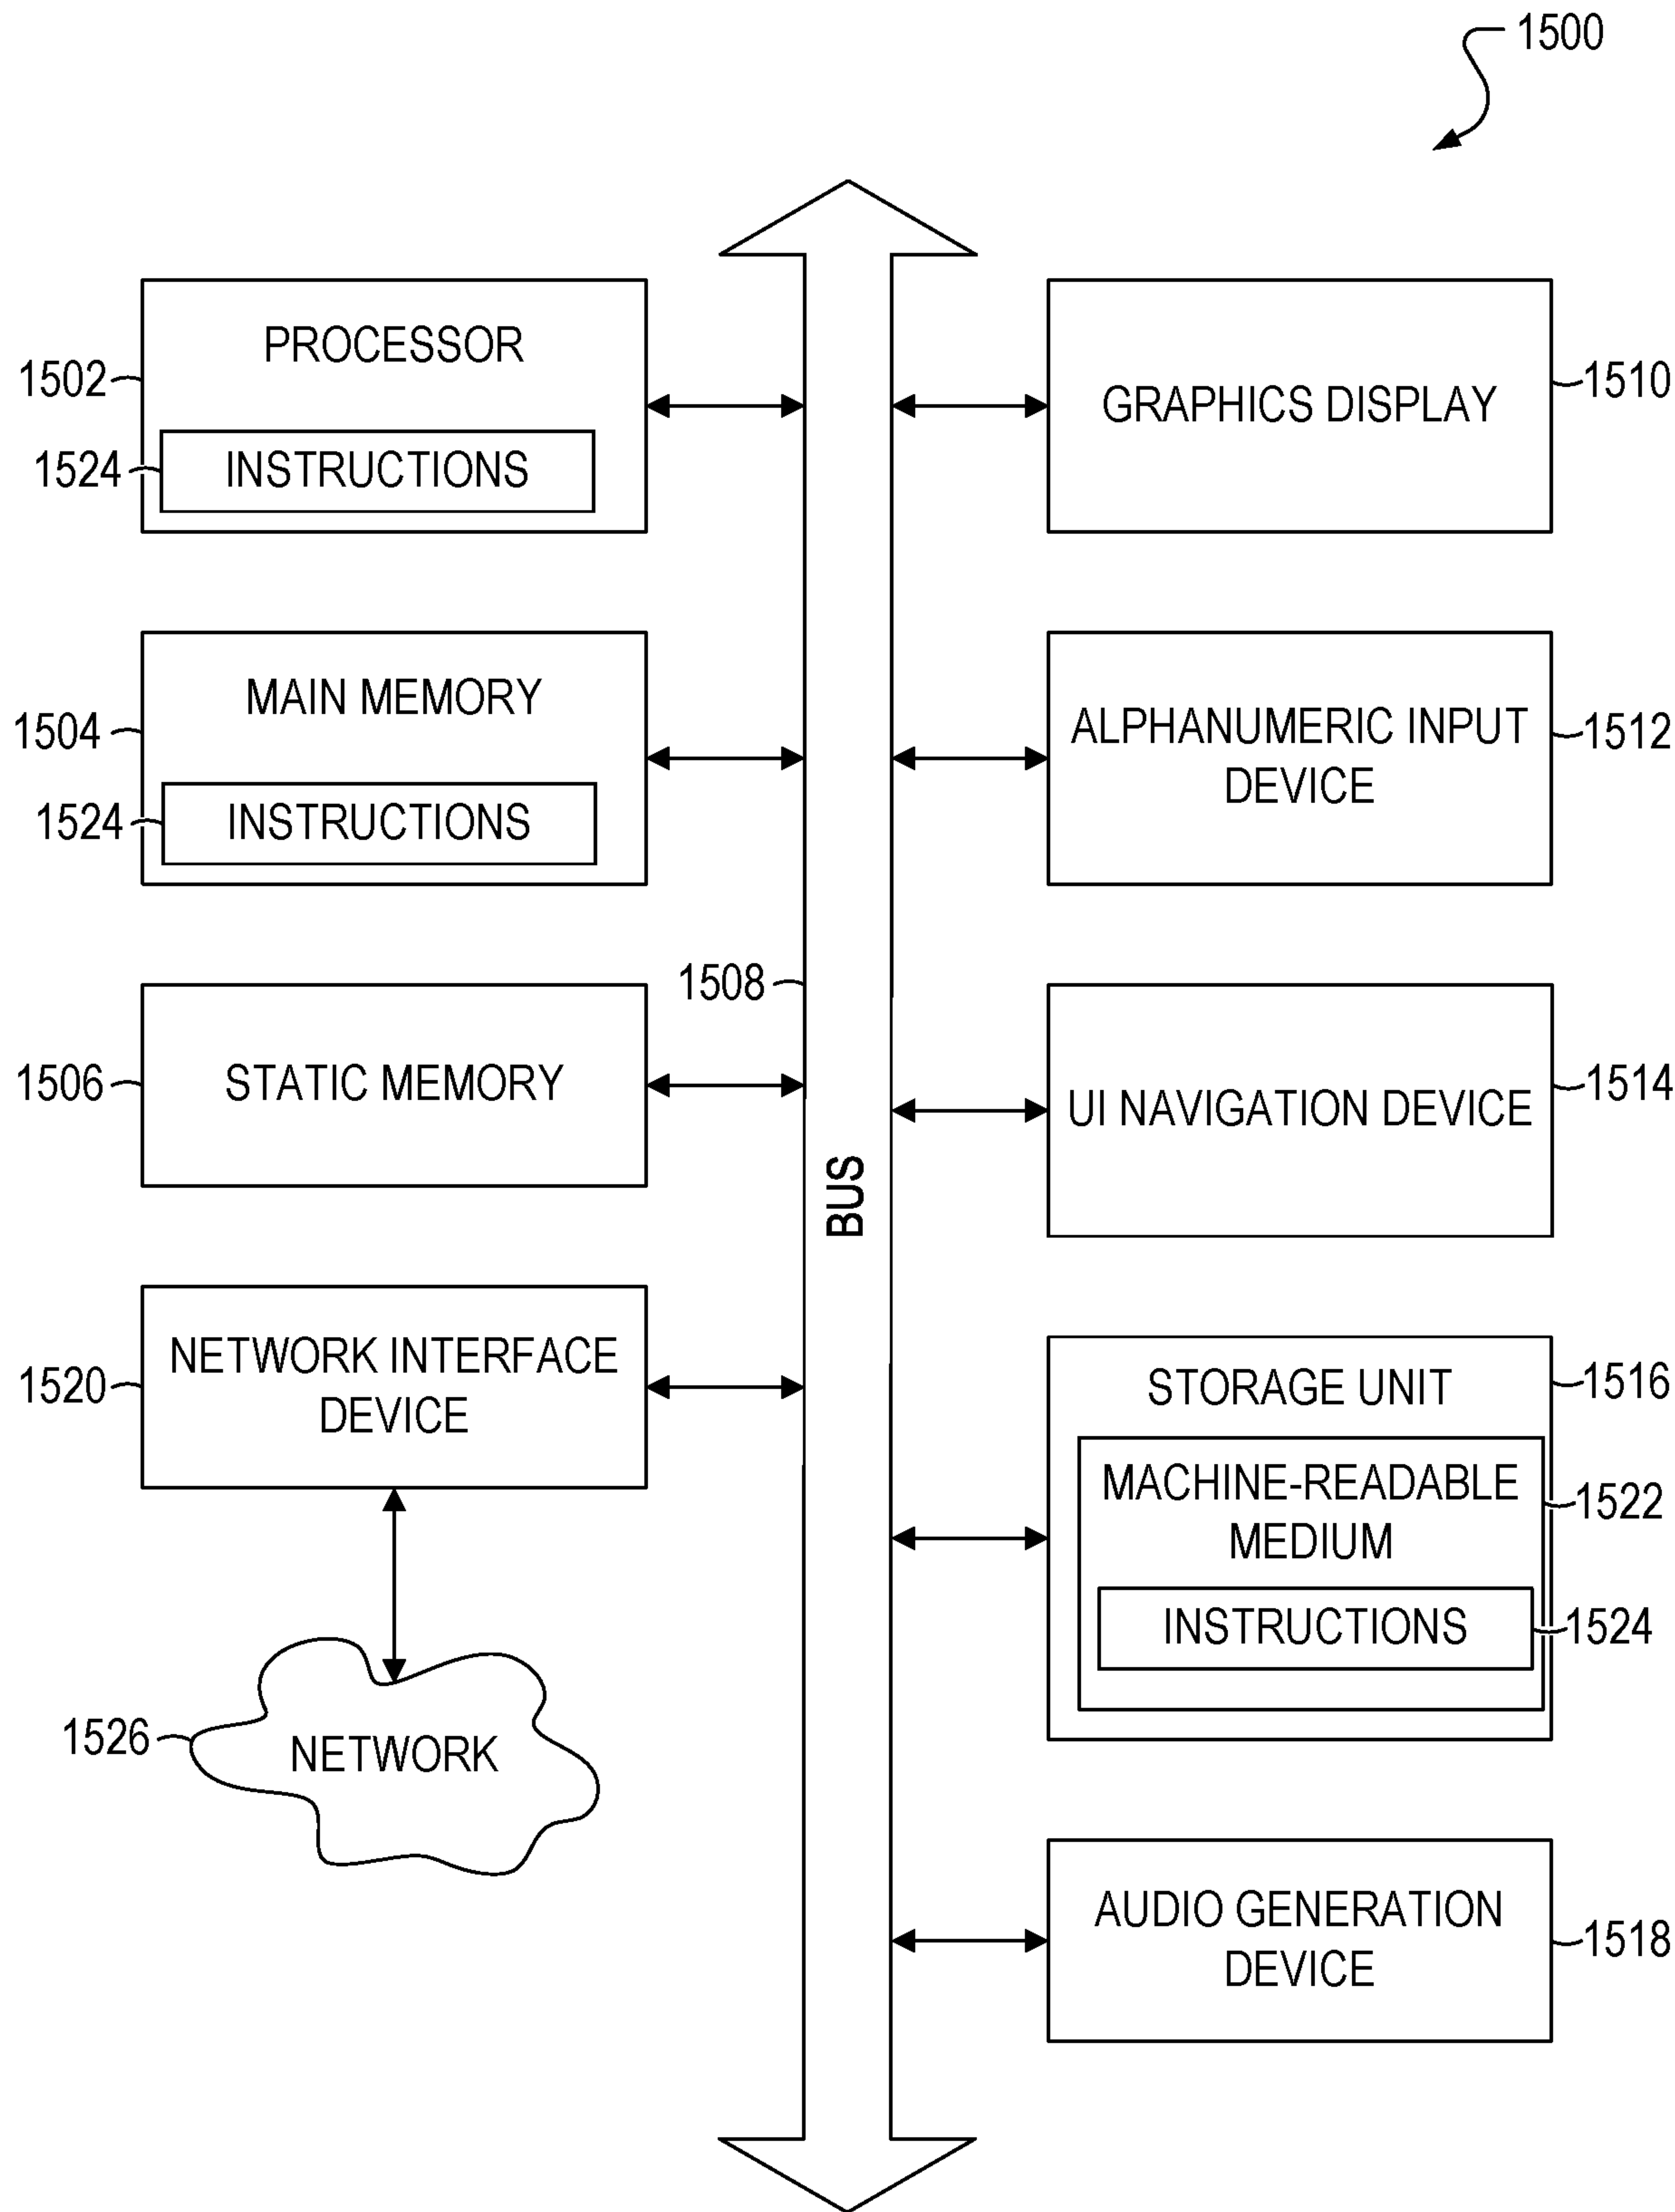 1500
PROCESSOR
1502
1524
INSTRUCTIONS
MAIN MEMORY
1504
1524
INSTRUCTIONS
1508
STATIC MEMORY
1506
NETWORK INTERFACE
DEVICE
1520
1526
NETWORK
BUS
GRAPHICS DISPLAY
1510
ALPHANUMERIC INPUT
DEVICE
1512
UI NAVIGATION DEVICE
1514
STORAGE UNIT
1516
MACHINE-READABLE
MEDIUM
1522
INSTRUCTIONS
1524
AUDIO GENERATION
DEVICE
1518